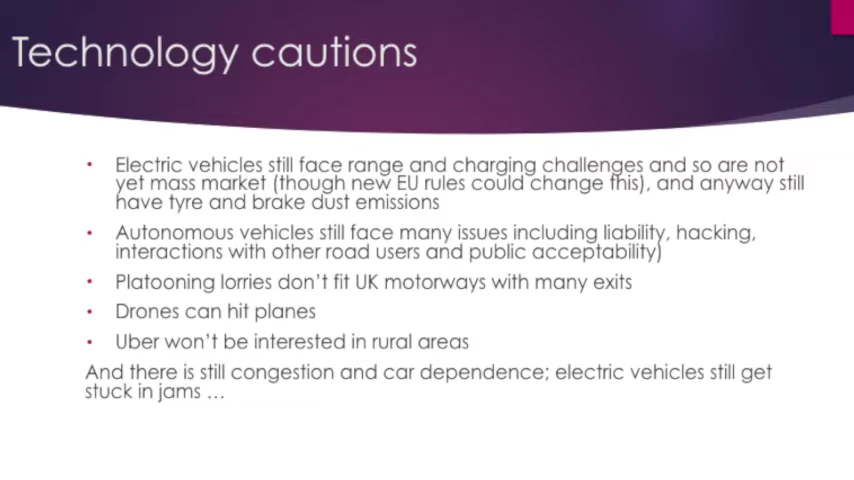 Technology cautions
• Electric vehicles still face range and charging challenges and so are not
yet mass market (though new EU rules could change this), and anyway still
have tyre and brake dust emissions
• Autonomous vehicles still face many issues including liability, hacking,
interactions with other road users and public acceptability)
• Platooning lorries don't fit UK motorways with many exits
• Drones can hit planes
• Uber won't be interested in rural areas
And there is still congestion and car dependence; electric vehicles still get
stuck in jams …